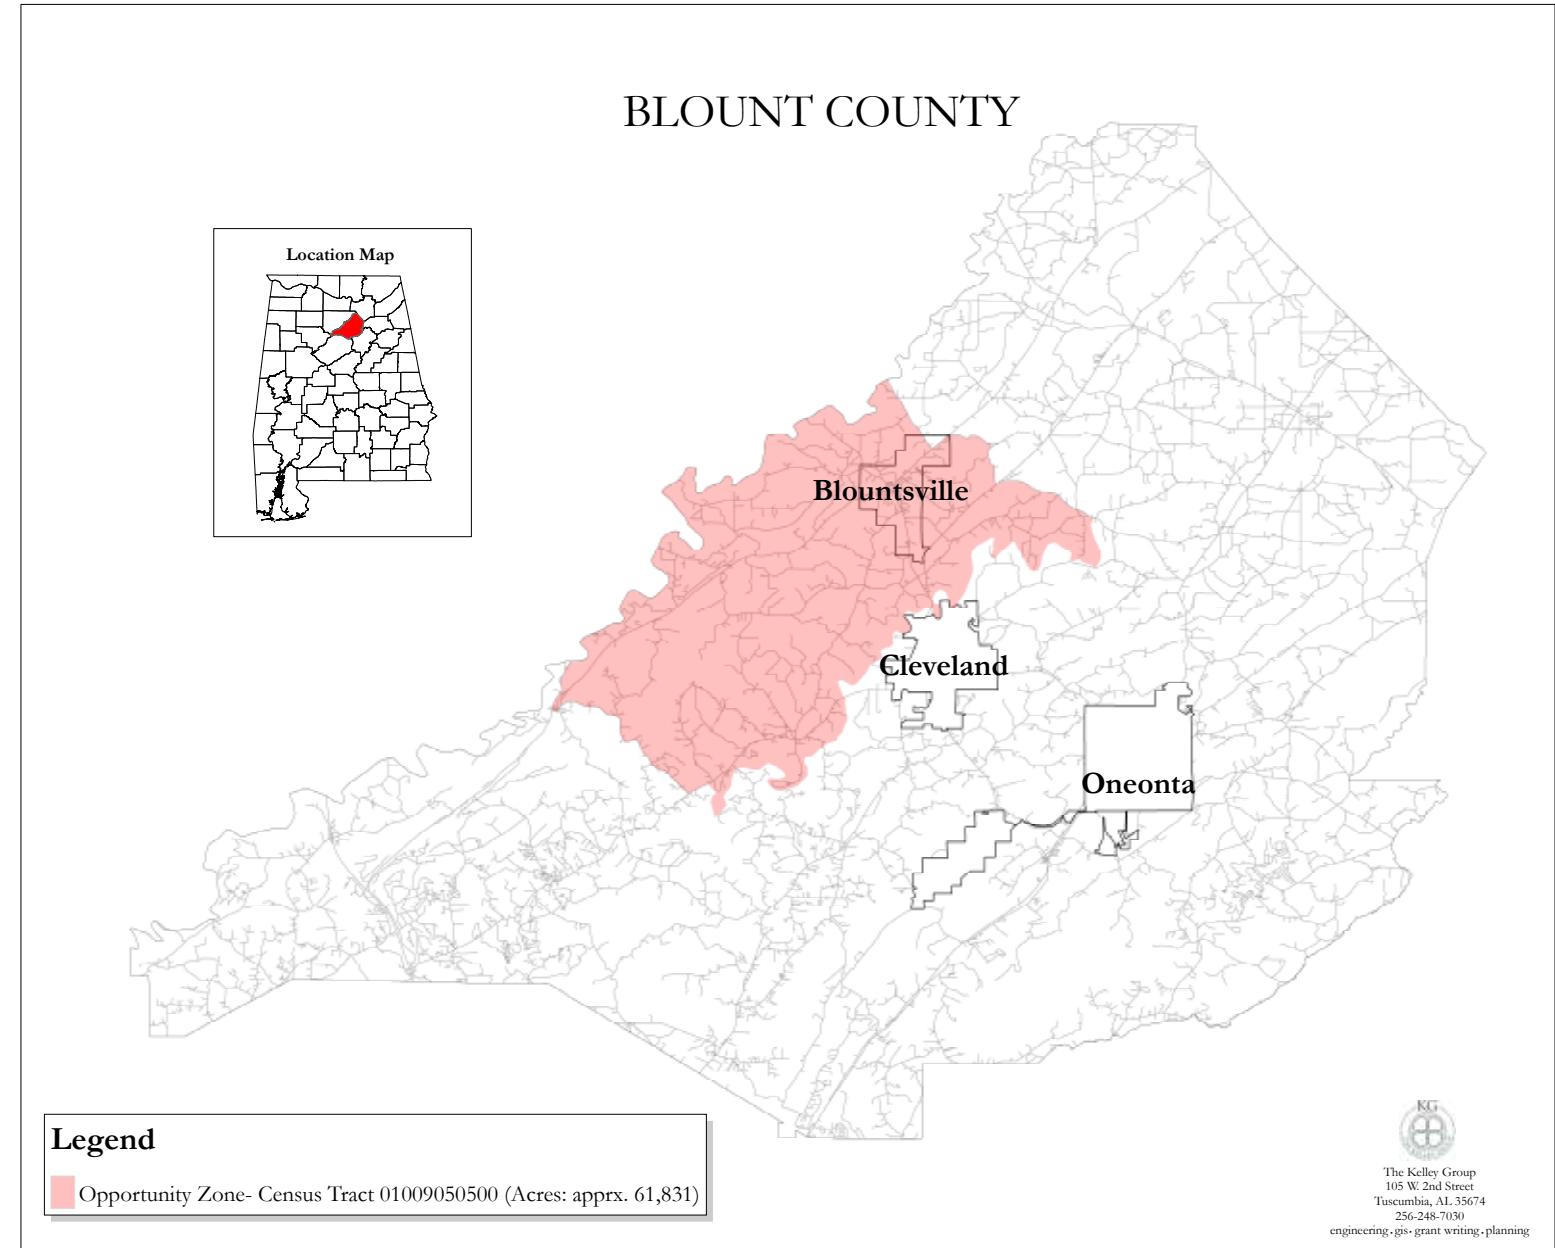 BLOUNT COUNTY
Location Map
Blountsville
Cleveland
Oneonta
Legend
Opportunity Zone- Census Tract 01009050500 (Acres: apprx. 61,831)
KG
The Kelley Group
105 W. 2nd Street
Tuscumbia, AL 35674
256-248-7030
engineering • gis • grant writing • planning